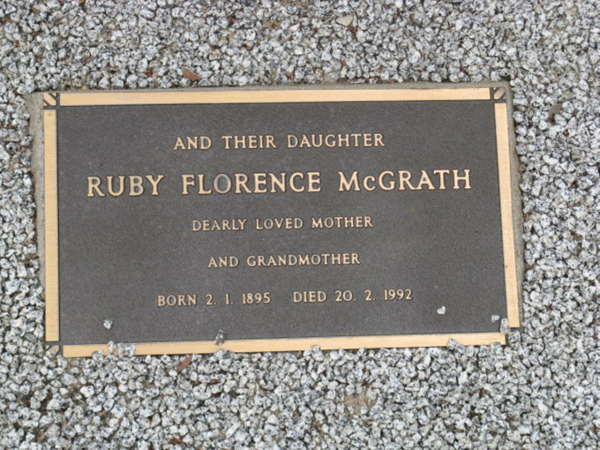 AND THEIR DAUGHTER
RUBY FLORENCE McGRATH
DEARLY LOVED MOTHER
AND GRANDMOTHER
BORN 2. 1. 1895 DIED 20. 2. 1992